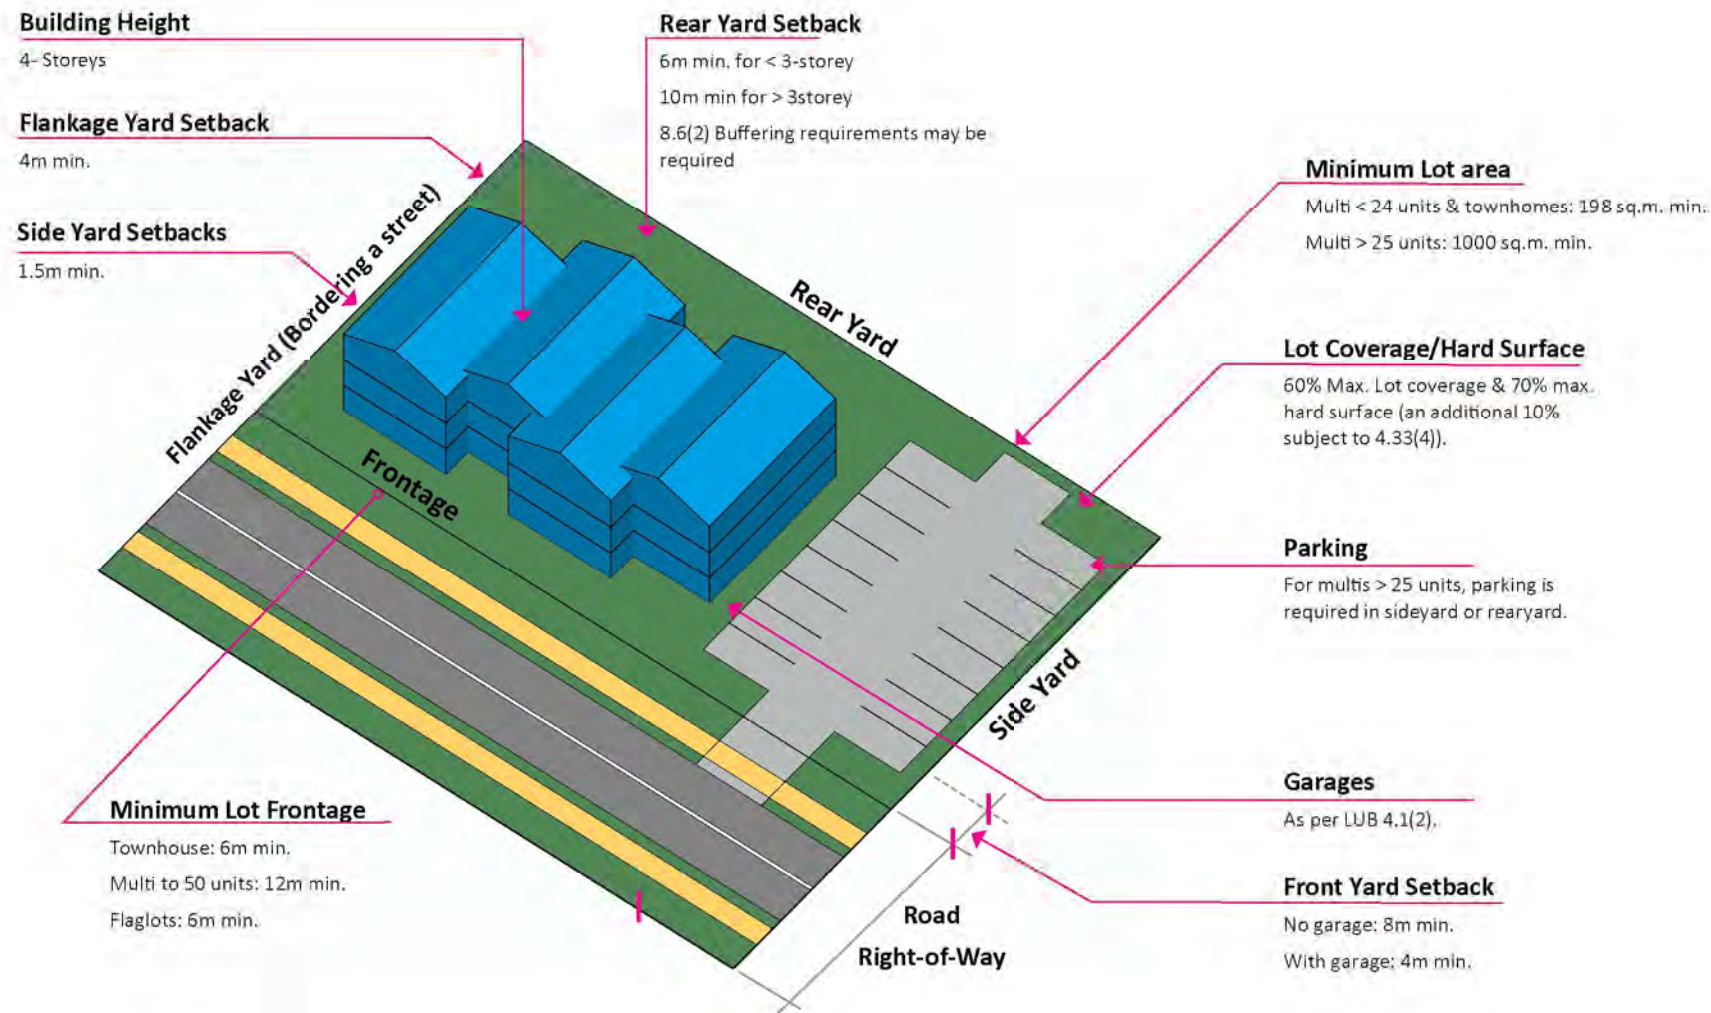 Building Height
4- Storeys
Flankage Yard Setback
4m min.
Side Yard Setbacks
1.5m min.
Rear Yard Setback
6m min. for < 3-storey
10m min for > 3storey
8.6(2) Buffering requirements may be
required
Minimum Lot area
Multi < 24 units & townhomes: 198 sq.m. min.
Multi > 25 units: 1000 sq.m. min.
Lot Coverage/Hard Surface
60% Max. Lot coverage & 70% max.
hard surface (an additional 10%
subject to 4.33(4)).
Parking
For multis > 25 units, parking is
required in sideyard or rearyard.
Garages
As per LUB 4.1(2).
Front Yard Setback
No garage: 8m min.
With garage: 4m min.
Minimum Lot Frontage
Townhouse: 6m min.
Multi to 50 units: 12m min.
Flaglots: 6m min.
Flankage Yard (Bordering a street)
Rear Yard
Frontage
Side Yard
Road
Right-of-Way